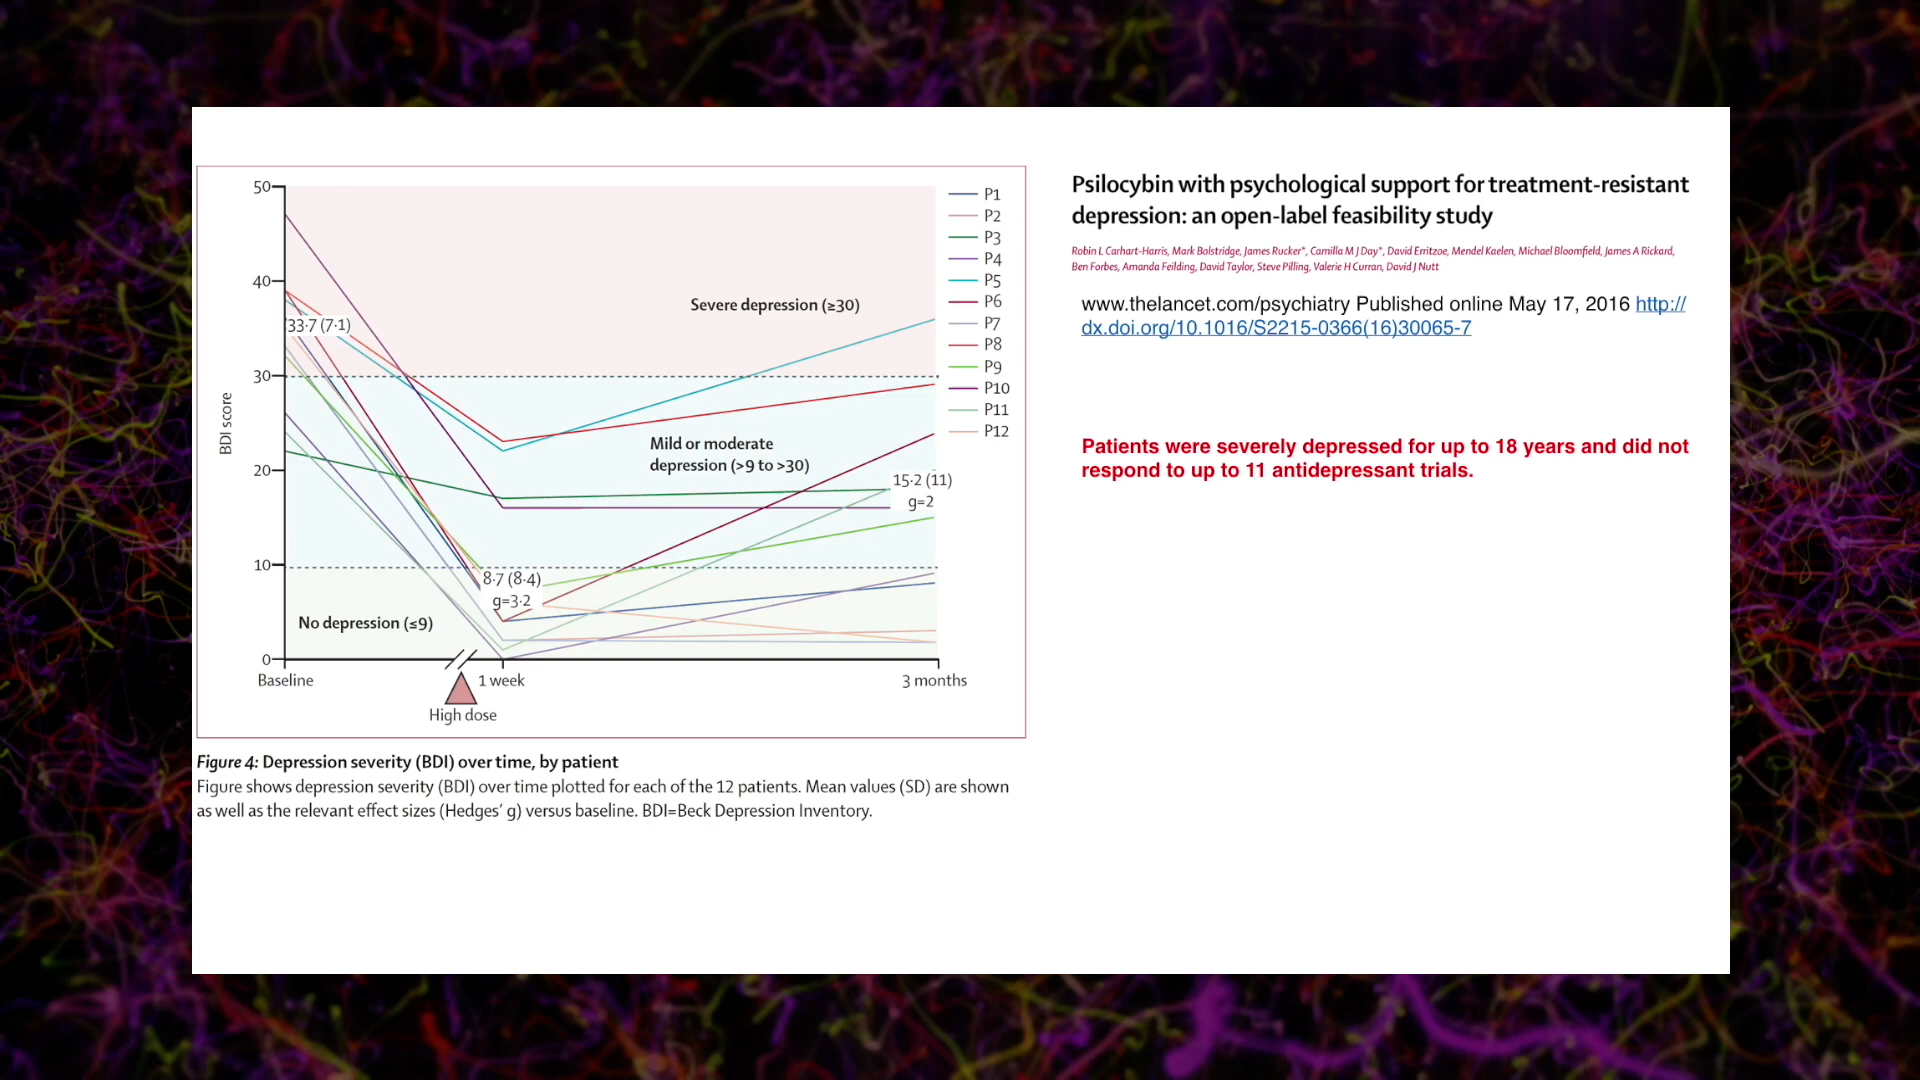 50
40
30
20
10
0
BDI score
33·7 (7·1)
Severe depression (≥30)
Mild or moderate
depression (>9 to >30)
15·2 (11)
g=2
8·7 (8·4)
g=3·2
No depression (≤9)
Baseline
1 week
3 months
High dose
P1
P2
P3
P4
P5
P6
P7
P8
P9
P10
P11
P12
Figure 4: Depression severity (BDI) over time, by patient
Figure shows depression severity (BDI) over time plotted for each of the 12 patients. Mean values (SD) are shown
as well as the relevant effect sizes (Hedges’ g) versus baseline. BDI=Beck Depression Inventory.
Psilocybin with psychological support for treatment-resistant
depression: an open-label feasibility study
Robin L Carhart-Harris, Mark Bolstridge, James Rucker*, Camilla M J Day*, David Erritzoe, Mendel Kaelen, Michael Bloomfield, James A Rickard,
Ben Forbes, Amanda Feilding, David Taylor, Steve Pilling, Valerie H Curran, David J Nutt
www.thelancet.com/psychiatry Published online May 17, 2016 http://
dx.doi.org/10.1016/S2215-0366(16)30065-7
Patients were severely depressed for up to 18 years and did not
respond to up to 11 antidepressant trials.